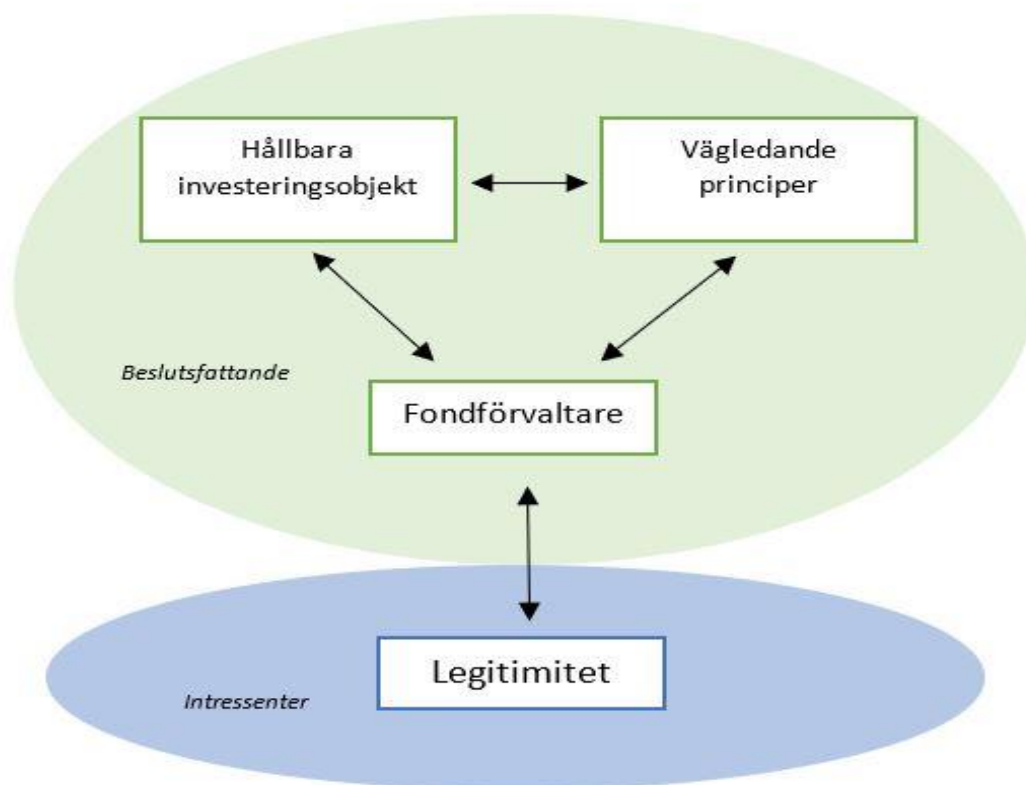 Hållbara
investeringsobjekt
Vägledande
principer
Beslutsfattande
Fondförvaltare
Legitimitet
Intressenter